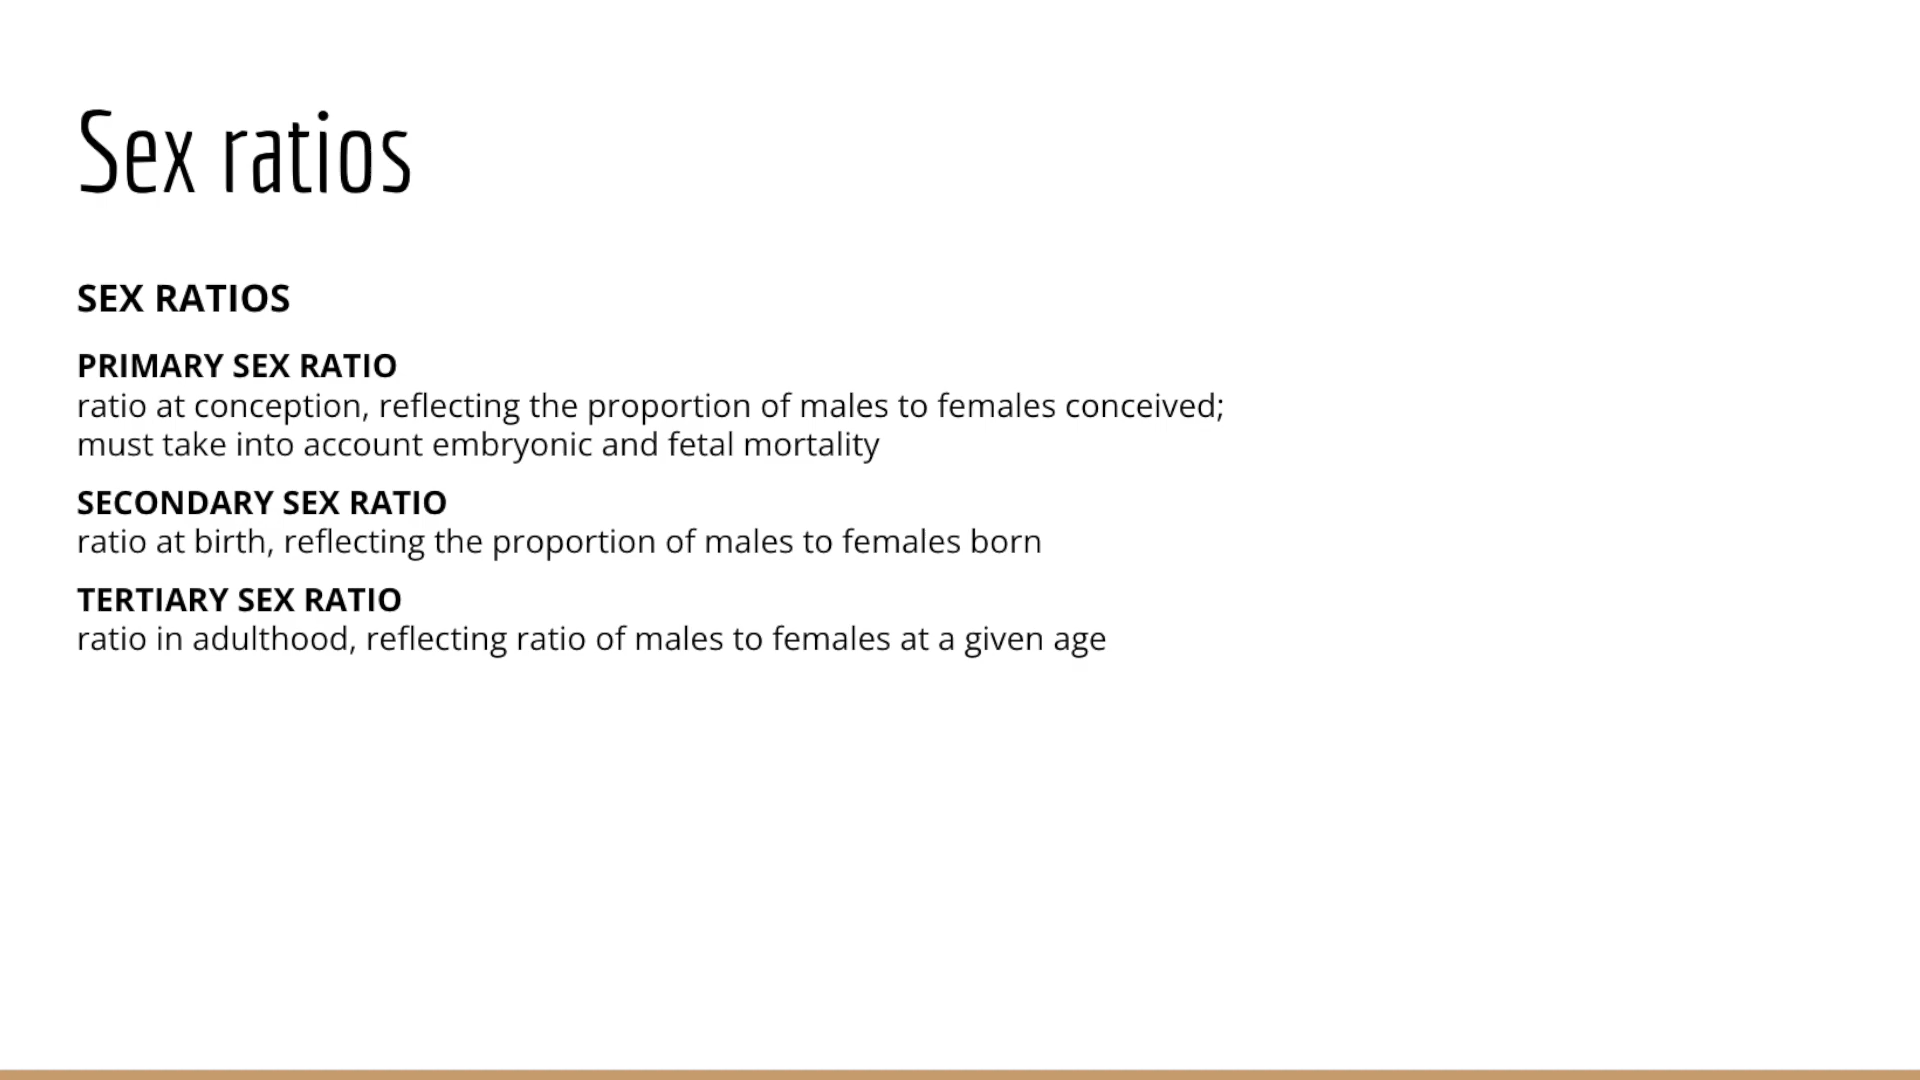 Sex ratios
SEX RATIOS
PRIMARY SEX RATIO
ratio at conception, reflecting the proportion of males to females conceived;
must take into account embryonic and fetal mortality
SECONDARY SEX RATIO
ratio at birth, reflecting the proportion of males to females born
TERTIARY SEX RATIO
ratio in adulthood, reflecting ratio of males to females at a given age